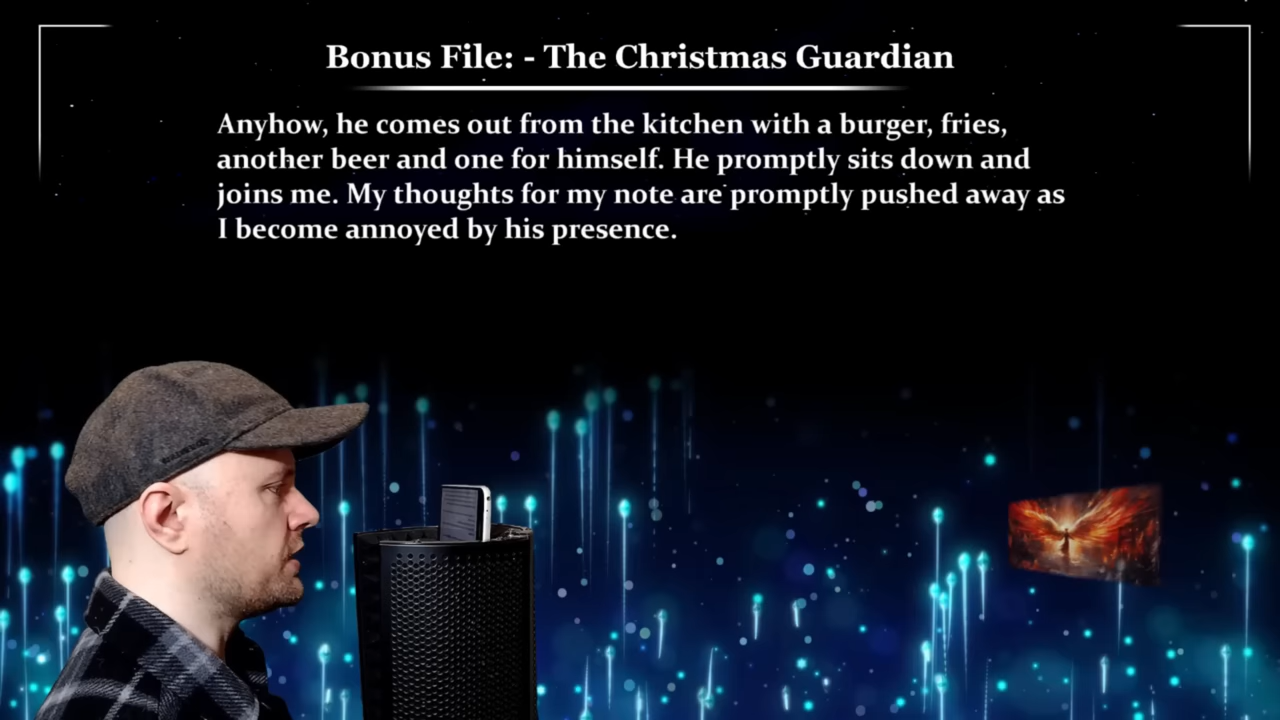 Bonus File: - The Christmas Guardian
Anyhow, he comes out from the kitchen with a burger, fries,
another beer and one for himself. He promptly sits down and
joins me. My thoughts for my note are promptly pushed away as
I become annoyed by his presence.